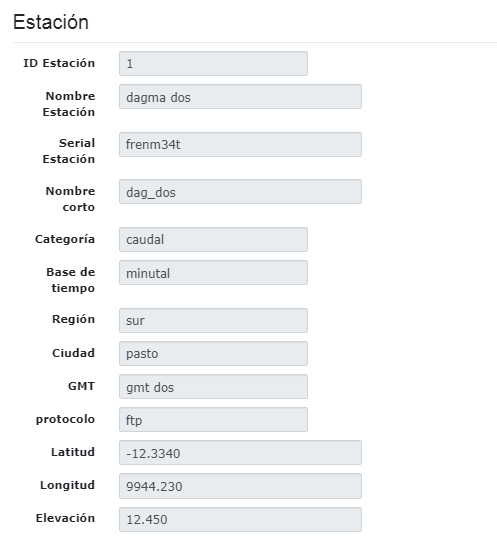 Estación
ID Estación 1
Nombre Estación dagma dos
Serial Estación frenm34t
Nombre corto dag_dos
Categoría caudal
Base de tiempo minutal
Región sur
Ciudad pasto
GMT gmt dos
protocolo ftp
Latitud -12.3340
Longitud 9944.230
Elevación 12.450